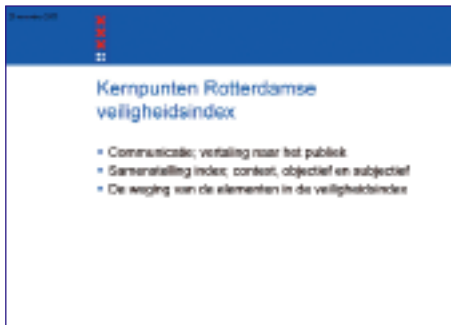 Kernpunten Rotterdamse
veiligheidsindex
Communicatie; vertaling naar het publiek
Samenstelling index; context, objectief en subjectief
De weging van de elementen in de veiligheidsindex